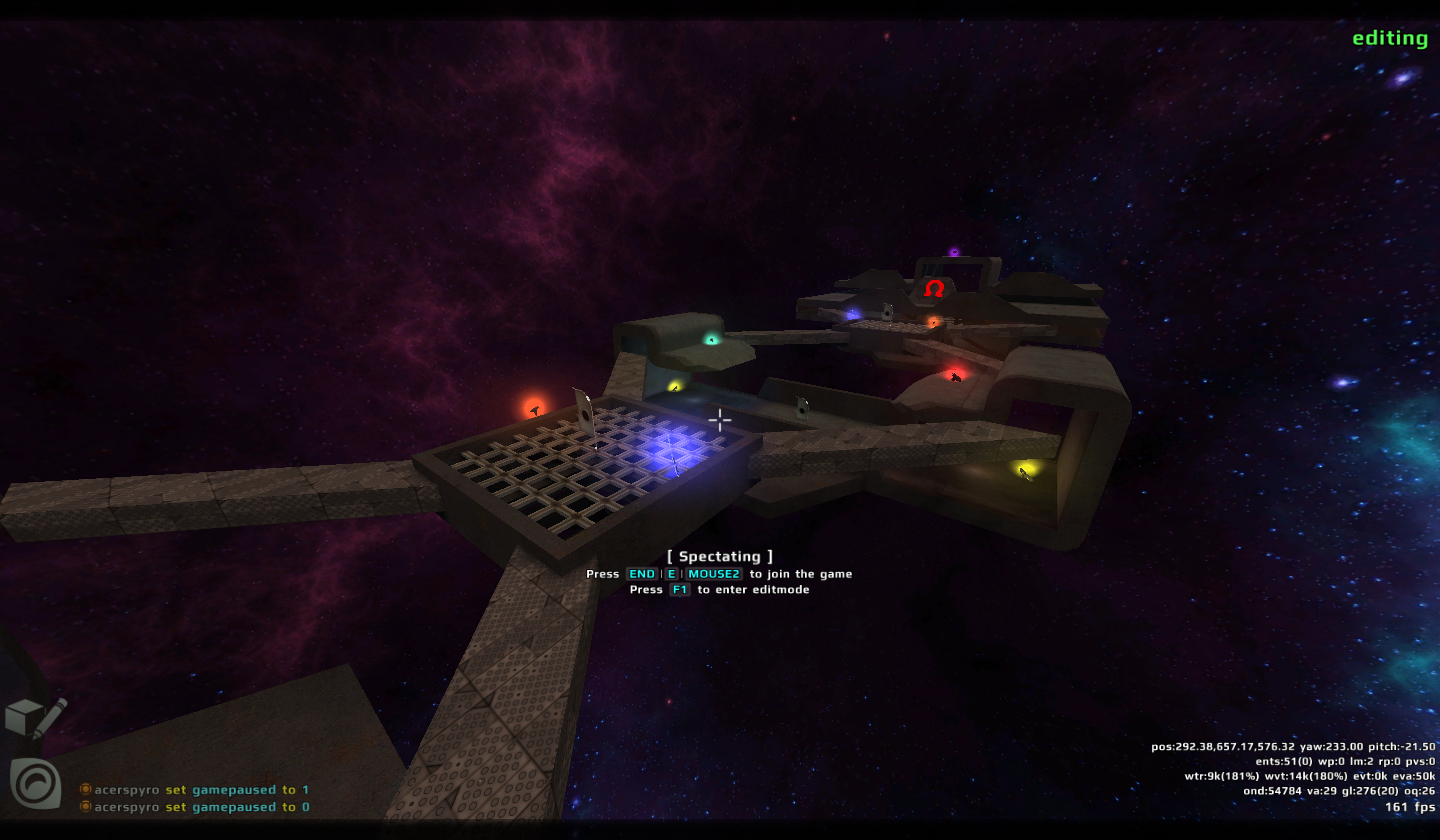 editing
Ω
[ Spectating ]
Press END | E | MOUSE2 to join the game
Press F1 to enter editmode
pos:292.38,657.17,576.32 yaw:233.00 pitch:-21.50
ents:51(0) wp:0 lm:2 rp:0 pvs:0
wtr:9k(181%) wvt:14k(180%) evt:0k eva:50k
ond:54784 va:29 gl:276(20) oq:26
161 fps
acerspyro set gamepaused to 1
acerspyro set gamepaused to 0